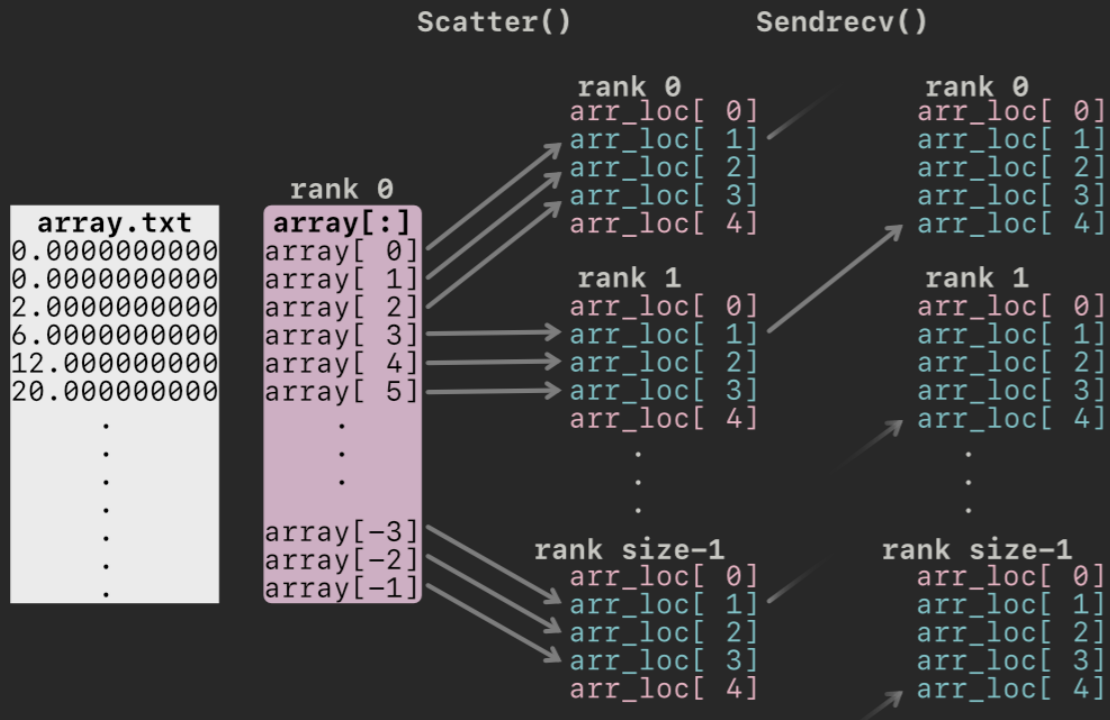 Scatter()
Sendrecv()
array.txt
0.0000000000
0.0000000000
2.0000000000
6.0000000000
12.000000000
20.000000000
.
.
.
.
.
.
.
rank 0
array[:]
array[ 0]
array[ 1]
array[ 2]
array[ 3]
array[ 4]
array[ 5]
.
.
.
array[-3]
array[-2]
array[-1]
rank 0
arr_loc[ 0]
arr_loc[ 1]
arr_loc[ 2]
arr_loc[ 3]
arr_loc[ 4]
rank 1
arr_loc[ 0]
arr_loc[ 1]
arr_loc[ 2]
arr_loc[ 3]
arr_loc[ 4]
.
.
.
rank size-1
arr_loc[ 0]
arr_loc[ 1]
arr_loc[ 2]
arr_loc[ 3]
arr_loc[ 4]
rank 0
arr_loc[ 0]
arr_loc[ 1]
arr_loc[ 2]
arr_loc[ 3]
arr_loc[ 4]
rank 1
arr_loc[ 0]
arr_loc[ 1]
arr_loc[ 2]
arr_loc[ 3]
arr_loc[ 4]
.
.
.
rank size-1
arr_loc[ 0]
arr_loc[ 1]
arr_loc[ 2]
arr_loc[ 3]
arr_loc[ 4]